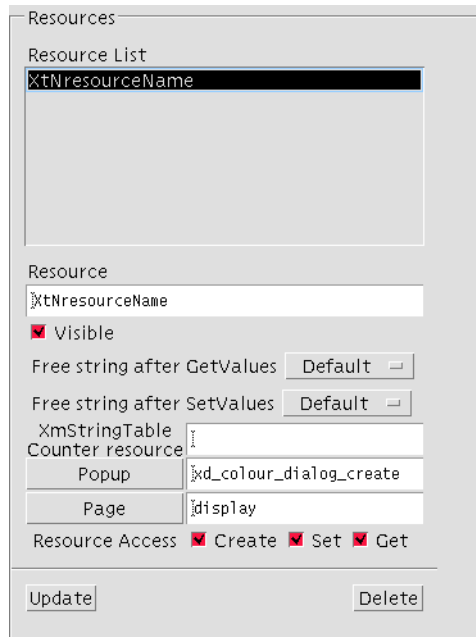 Resources
Resource List
XtNresourceName
Resource
XtNresourceName
Visible
Free string after GetValues Default
Free string after SetValues Default
XmStringTable
Counter resource
Popup xd_colour_dialog_create
Page display
Resource Access Create Set Get
Update Delete